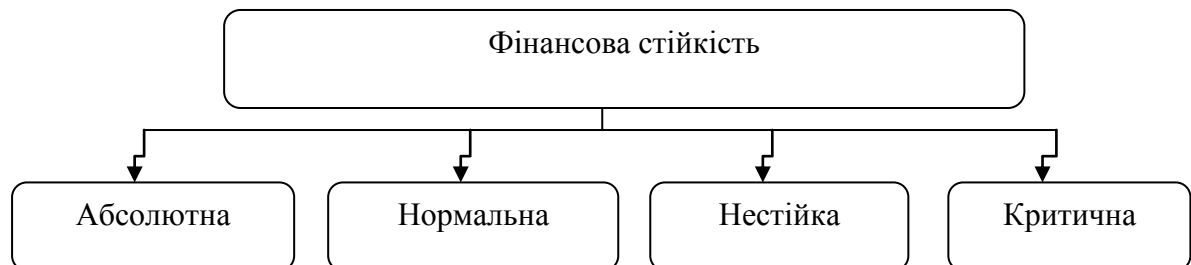 Фінансова стійкість
Абсолютна
Нормальна
Нестійка
Критична